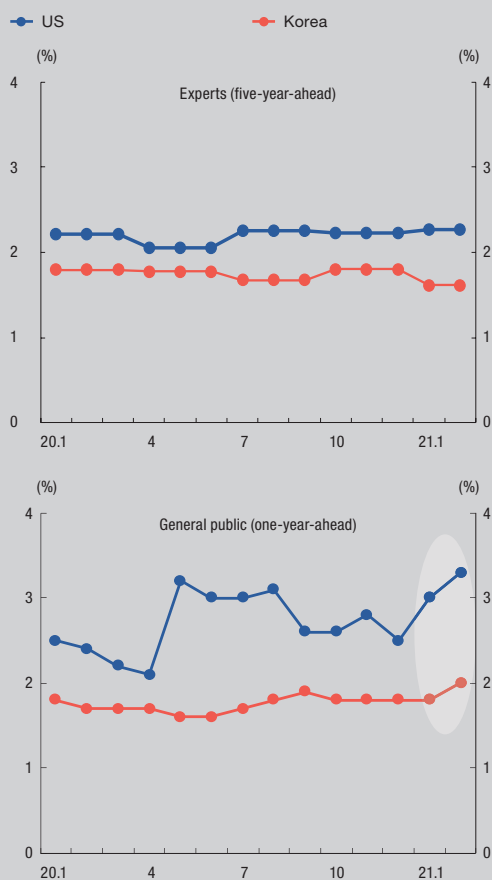 US Korea
(%) (%)
Experts (five-year-ahead)
4 4
3 3
2 2
1 1
0 0
20.1 4 7 10 21.1
(%) (%)
General public (one-year-ahead)
4 4
3 3
2 2
1 1
0 0
20.1 4 7 10 21.1